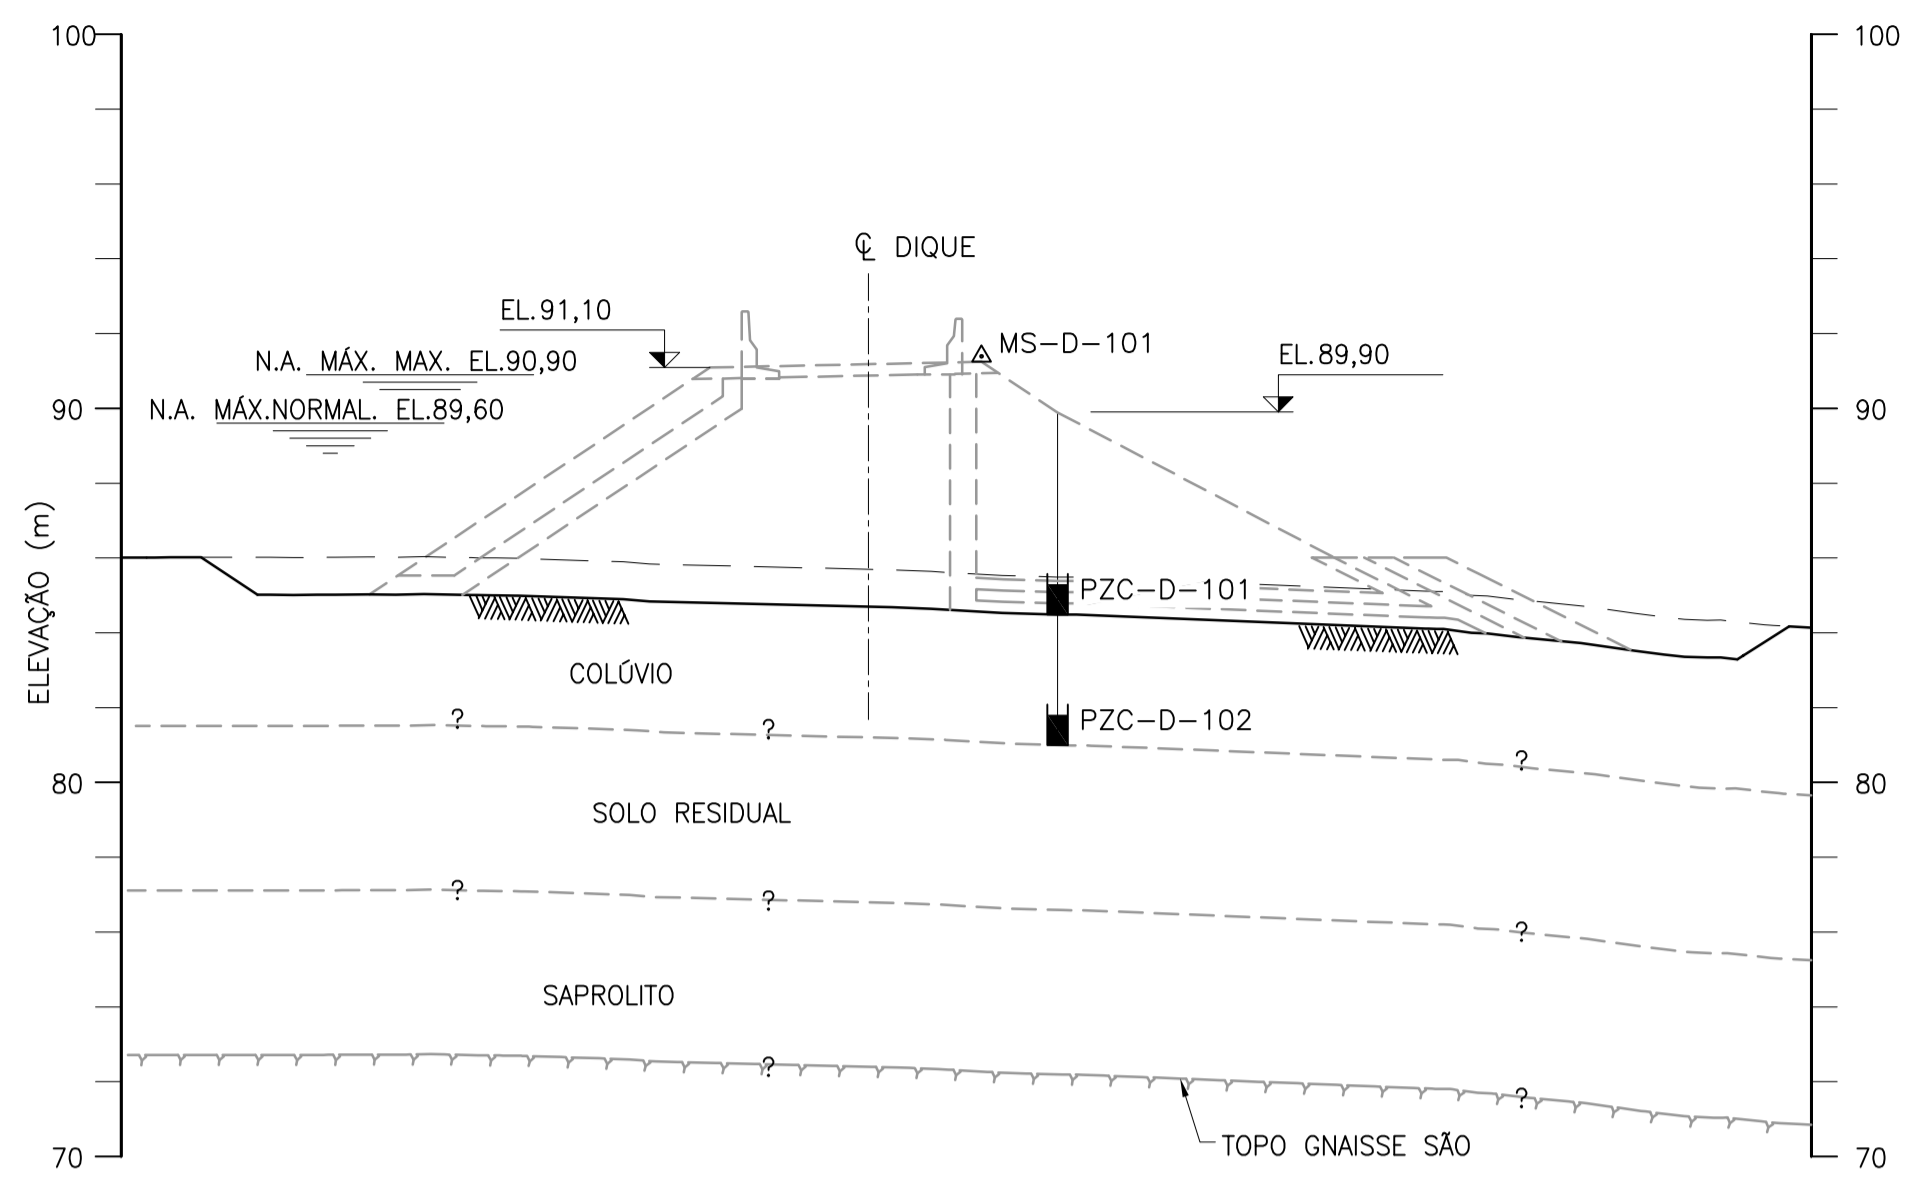 100
100
℄ DIQUE
EL.91,10
MS-D-101
EL.89,90
N.A. MÁX. MAX. EL.90,90
N.A. MÁX.NORMAL. EL.89,60
90
90
ELEVAÇÃO (m)
PZC-D-101
COLÚVIO
?
?
PZC-D-102
?
80
80
SOLO RESIDUAL
?
?
?
SAPROLITO
?
?
TOPO GNAISSE SÃO
70
70